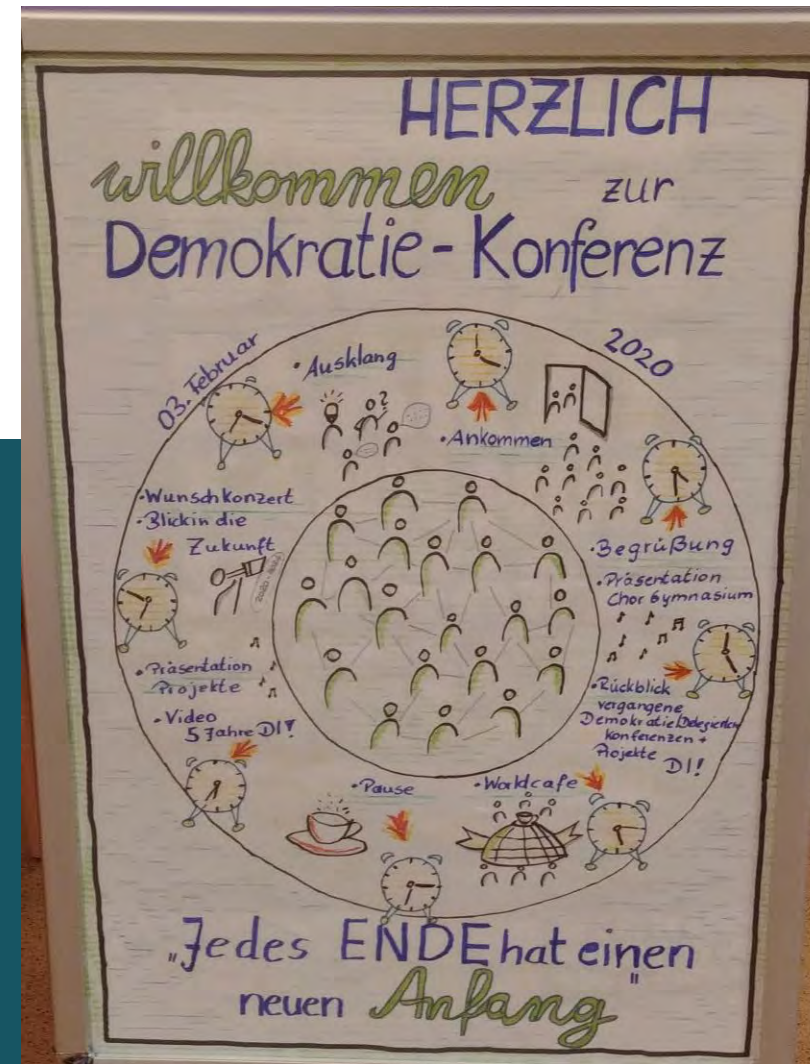 HERZLICH
willkommen zur
Demokratie - Konferenz
03. Februar
2020
• Ankommen
• Begrüßung
• Präsentation
Chor Gymnasium
• Rückblick
vergangene
Demokratie/Delegierten
Konferenzen +
Projekte DI!
• Worldcafe
• Pause
• Präsentation
Projekte
• Video
5 Jahre DI!
• Wunschkonzert
• Blick in die
Zukunft
• Ausklang
„Jedes ENDE hat einen
neuen Anfang"